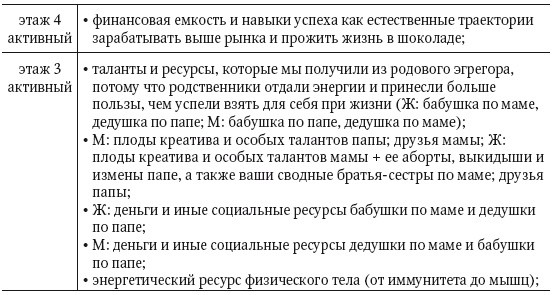 этаж 4
активный
• финансовая емкость и навыки успеха как естественные траектории
зарабатывать выше рынка и прожить жизнь в шоколаде;
этаж 3
активный
• таланты и ресурсы, которые мы получили из родового эгрегора,
потому что родственники отдали энергии и принесли больше
пользы, чем успели взять для себя при жизни (Ж: бабушка по маме,
дедушка по папе; М: бабушка по папе, дедушка по маме);
• М: плоды креатива и особых талантов папы; друзья мамы; Ж:
плоды креатива и особых талантов мамы + ее аборты, выкидыши и
измены папе, а также ваши сводные братья-сестры по маме; друзья
папы;
• Ж: деньги и иные социальные ресурсы бабушки по маме и дедушки
по папе;
• М: деньги и иные социальные ресурсы дедушки по маме и бабушки
по папе;
• энергетический ресурс физического тела (от иммунитета до мышц);